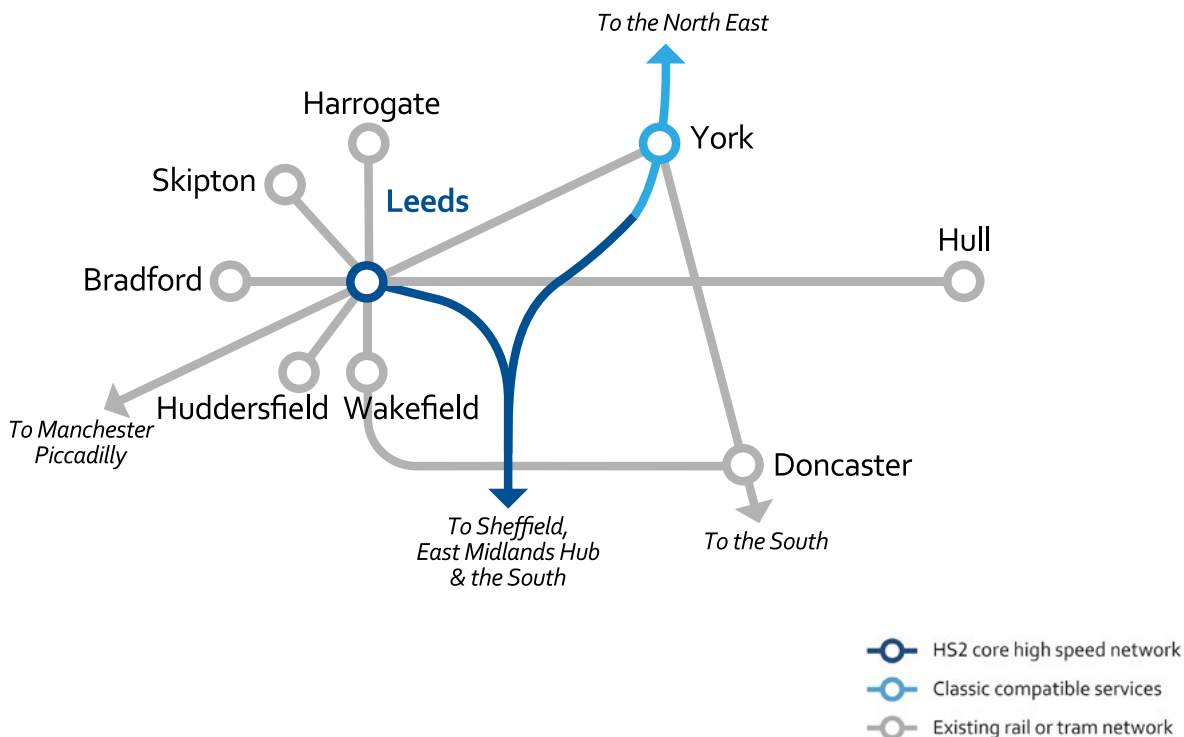 To the North East
Harrogate
York
Skipton
Leeds
Hull
Bradford
Huddersfield
Wakefield
To Manchester
Piccadilly
Doncaster
To Sheffield,
East Midlands Hub
& the South
To the South
HS2 core high speed network
Classic compatible services
Existing rail or tram network